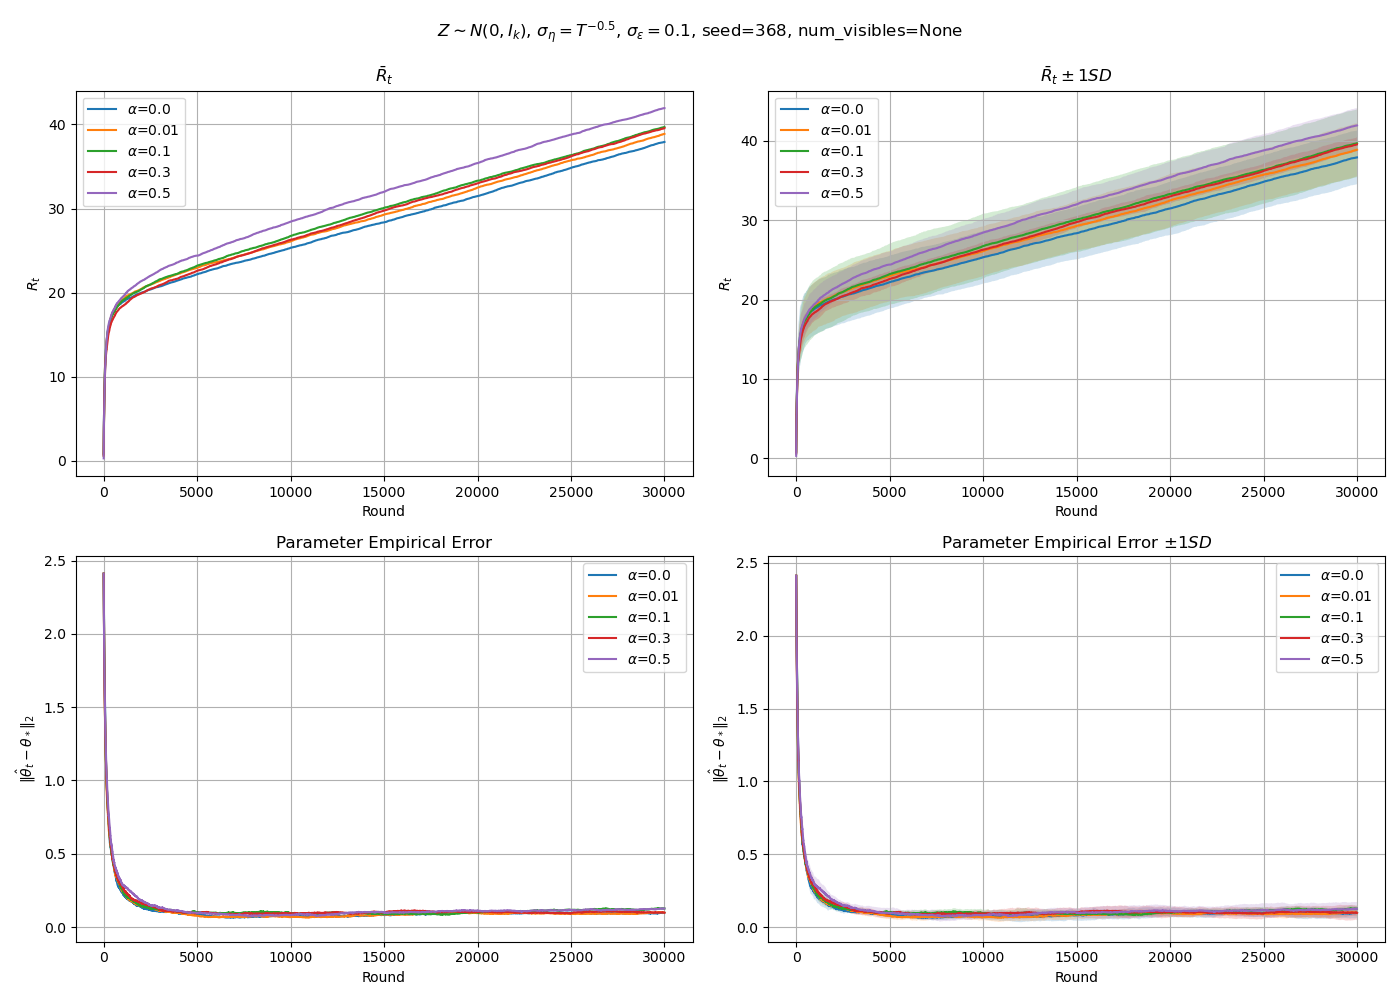 Z ∼ N(0, I_k), σ_η = T^{−0.5}, σ_ε = 0.1, seed=368, num_visibles=None
R̄_t
R_t
40
30
20
10
0
0 5000 10000 15000 20000 25000 30000
Round
α=0.0
α=0.01
α=0.1
α=0.3
α=0.5
R̄_t ± 1SD
R_t
40
30
20
10
0
0 5000 10000 15000 20000 25000 30000
Round
α=0.0
α=0.01
α=0.1
α=0.3
α=0.5
Parameter Empirical Error
‖θ̂_t − θ_*‖_2
2.5
2.0
1.5
1.0
0.5
0.0
0 5000 10000 15000 20000 25000 30000
Round
α=0.0
α=0.01
α=0.1
α=0.3
α=0.5
Parameter Empirical Error ±1SD
‖θ̂_t − θ_*‖_2
2.5
2.0
1.5
1.0
0.5
0.0
0 5000 10000 15000 20000 25000 30000
Round
α=0.0
α=0.01
α=0.1
α=0.3
α=0.5